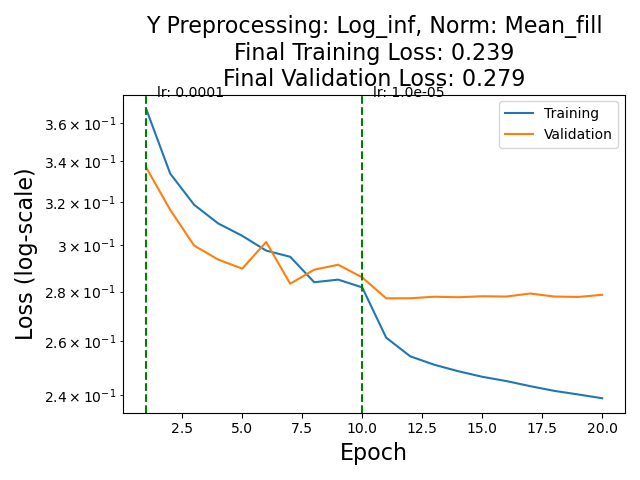 Y Preprocessing: Log_inf, Norm: Mean_fill
Final Training Loss: 0.239
Final Validation Loss: 0.279
lr: 0.0001
lr: 1.0e-05
Training
Validation
3.6 × 10⁻¹
3.4 × 10⁻¹
3.2 × 10⁻¹
3 × 10⁻¹
2.8 × 10⁻¹
2.6 × 10⁻¹
2.4 × 10⁻¹
Loss (log-scale)
2.5 5.0 7.5 10.0 12.5 15.0 17.5 20.0
Epoch